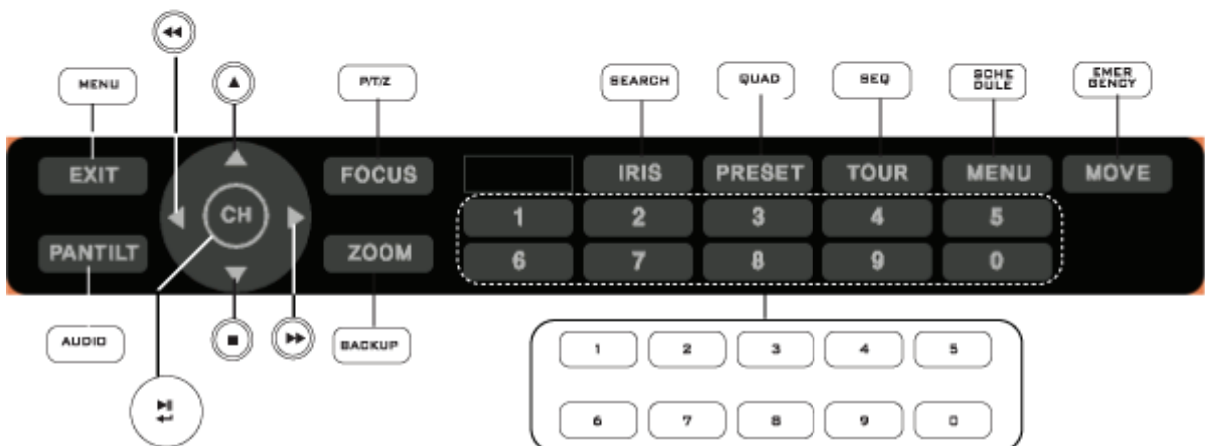 MENU P/T/Z SEARCH QUAD SEQ SCHE DULE EMER GENCY
EXIT FOCUS IRIS PRESET TOUR MENU MOVE
CH 1 2 3 4 5
PANTILT ZOOM 6 7 8 9 0
AUDIO BACKUP 1 2 3 4 5
6 7 8 9 0